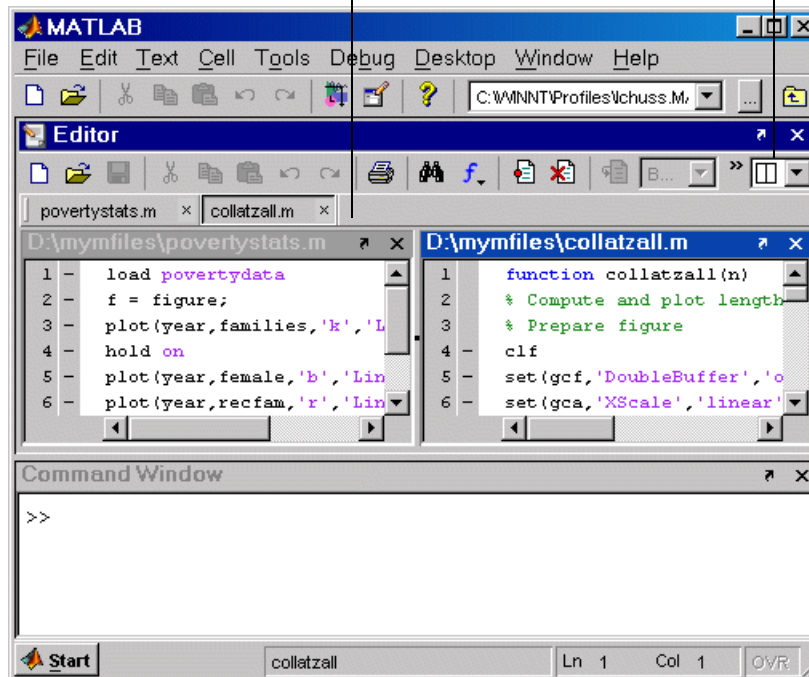 MATLAB
File Edit Text Cell Tools Debug Desktop Window Help
C:\WINNT\Profiles\lchuss.M
...
Editor
B... »
povertystats.m × collatzall.m ×
D:\mymfiles\povertystats.m
1 - load povertydata
2 - f = figure;
3 - plot(year,families,'k','L
4 - hold on
5 - plot(year,female,'b','Lin
6 - plot(year,recfam,'r','Lin
D:\mymfiles\collatzall.m
1 function collatzall(n)
2 % Compute and plot length
3 % Prepare figure
4 - clf
5 - set(gcf,'DoubleBuffer','o
6 - set(gca,'XScale','linear'
Command Window
>>
Start collatzall Ln 1 Col 1 OVR